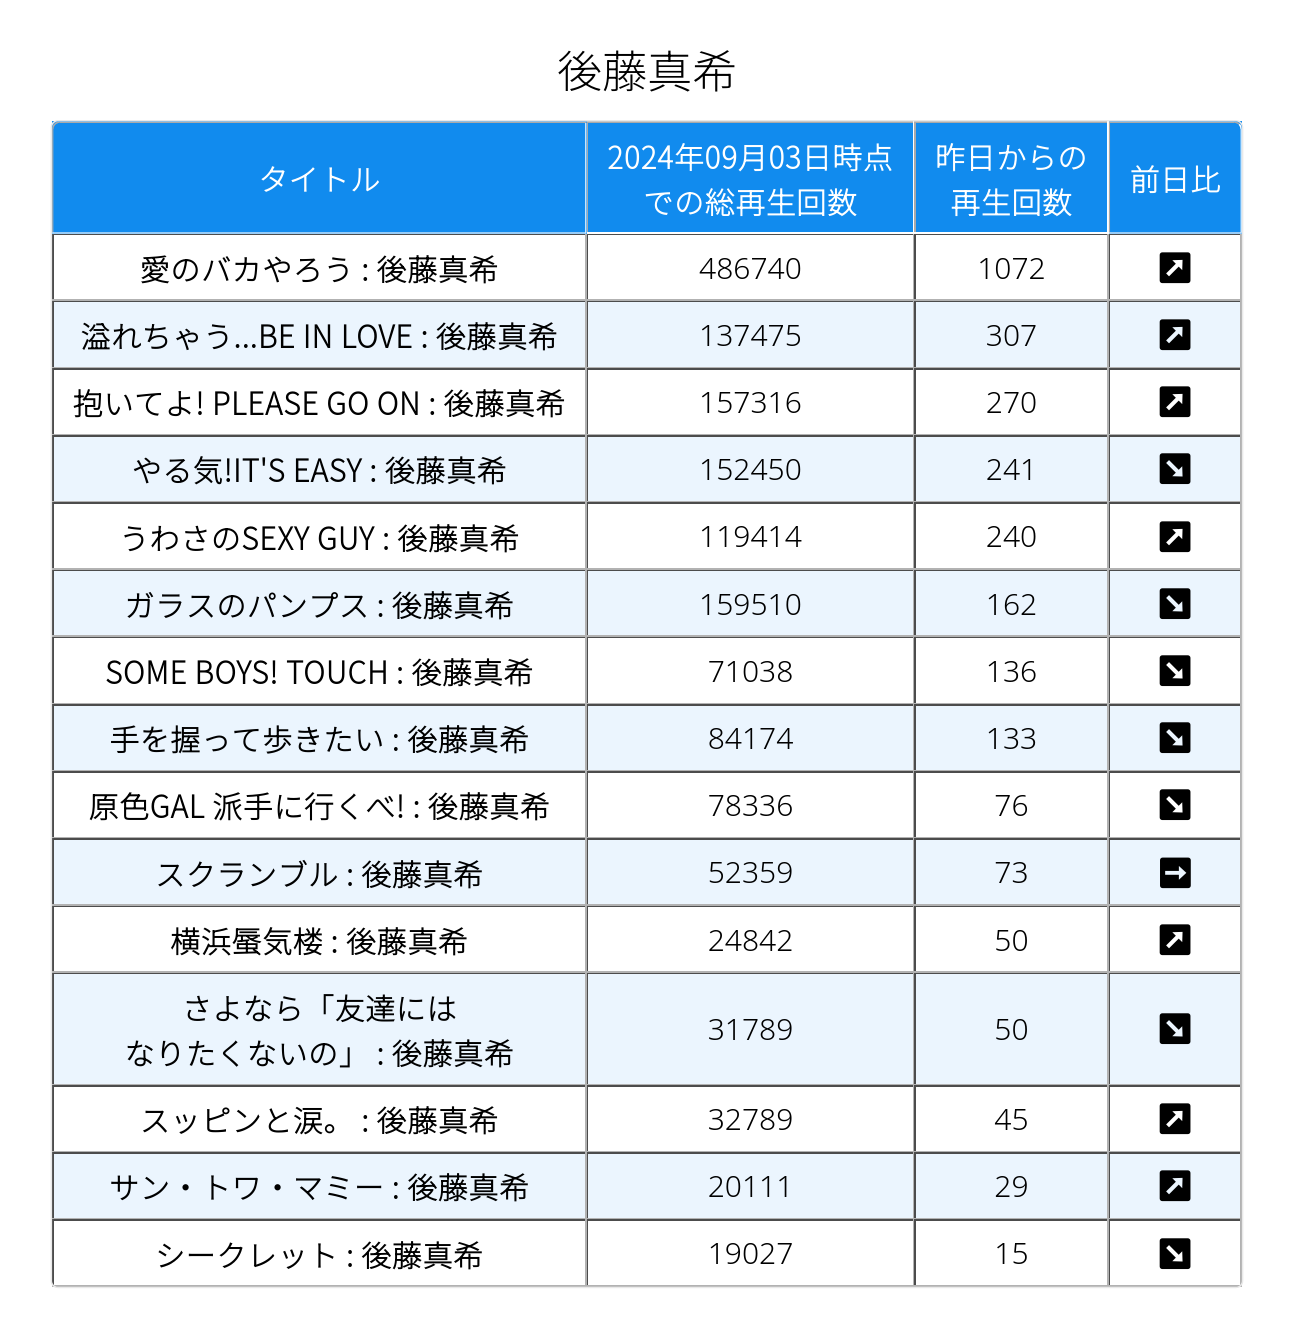 後藤真希
タイトル
2024年09月03日時点
での総再生回数
昨日からの
再生回数
前日比
愛のバカやろう : 後藤真希 486740 1072 ↗
溢れちゃう...BE IN LOVE : 後藤真希 137475 307 ↗
抱いてよ! PLEASE GO ON : 後藤真希 157316 270 ↗
やる気!IT'S EASY : 後藤真希 152450 241 ↘
うわさのSEXY GUY : 後藤真希 119414 240 ↗
ガラスのパンプス : 後藤真希 159510 162 ↘
SOME BOYS! TOUCH : 後藤真希 71038 136 ↘
手を握って歩きたい : 後藤真希 84174 133 ↘
原色GAL 派手に行くべ! : 後藤真希 78336 76 ↘
スクランブル : 後藤真希 52359 73 →
横浜蜃気楼 : 後藤真希 24842 50 ↗
さよなら「友達には
なりたくないの」 : 後藤真希 31789 50 ↘
スッピンと涙。 : 後藤真希 32789 45 ↗
サン・トワ・マミー : 後藤真希 20111 29 ↗
シークレット : 後藤真希 19027 15 ↘